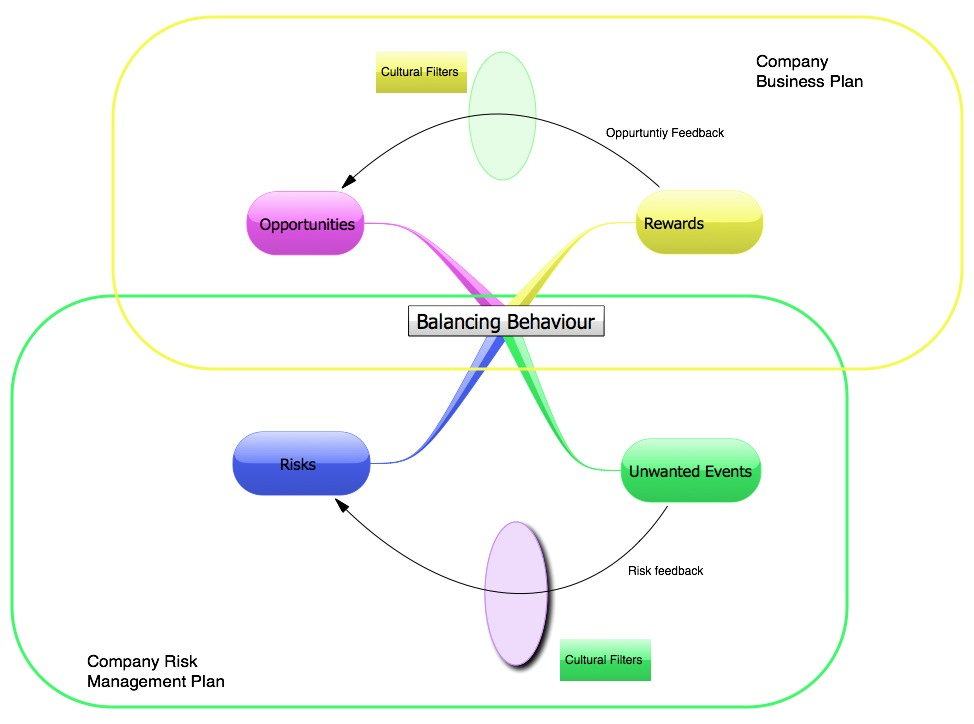 Cultural Filters
Company
Business Plan
Oppurtuntiy Feedback
Opportunities
Rewards
Balancing Behaviour
Risks
Unwanted Events
Risk feedback
Cultural Filters
Company Risk
Management Plan